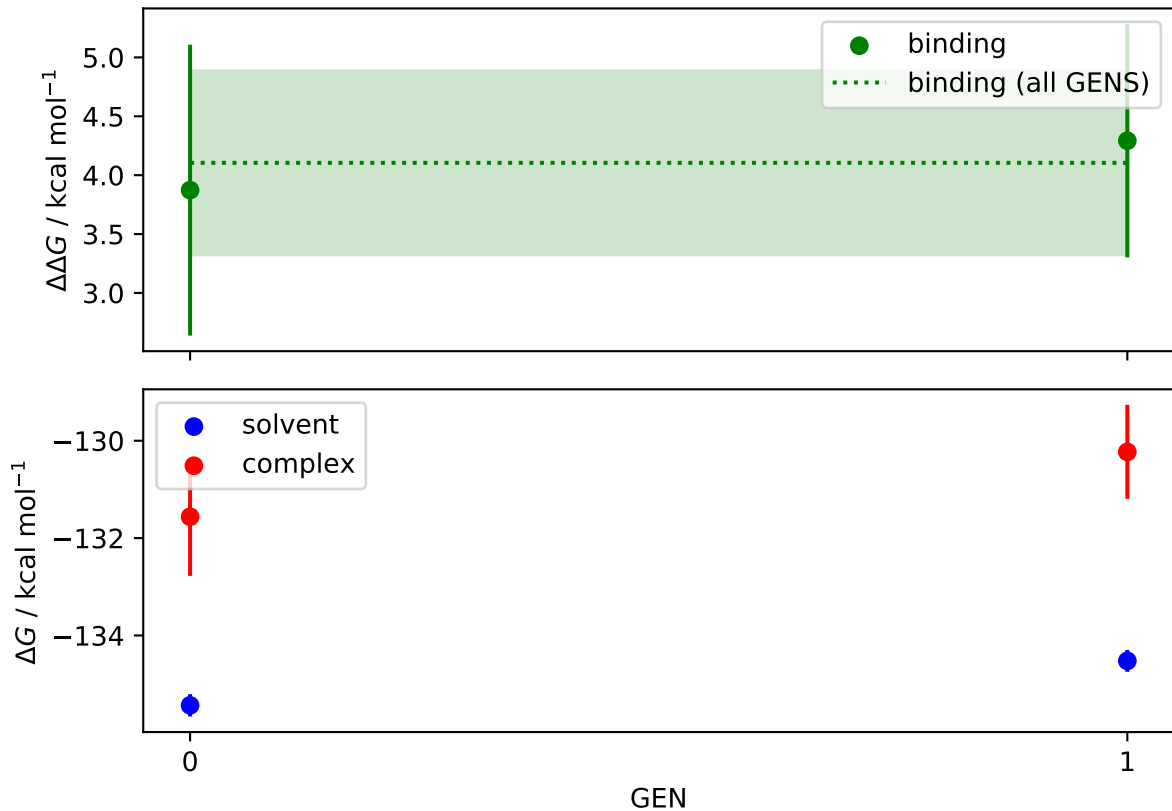 5.0
4.5
4.0
3.5
3.0
ΔΔG / kcal mol⁻¹
binding
binding (all GENS)
−130
−132
−134
ΔG / kcal mol⁻¹
solvent
complex
0
1
GEN